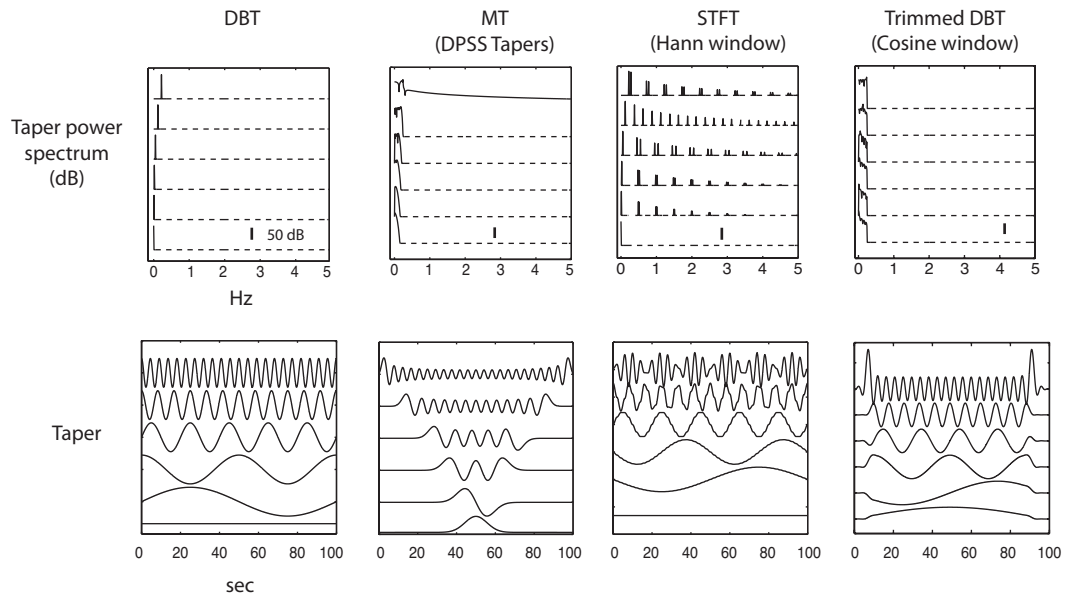 DBT
MT
(DPSS Tapers)
STFT
(Hann window)
Trimmed DBT
(Cosine window)
Taper power
spectrum
(dB)
50 dB
0 1 2 3 4 5
0 1 2 3 4 5
0 1 2 3 4 5
0 1 2 3 4 5
Hz
Taper
0 20 40 60 80 100
0 20 40 60 80 100
0 20 40 60 80 100
0 20 40 60 80 100
sec